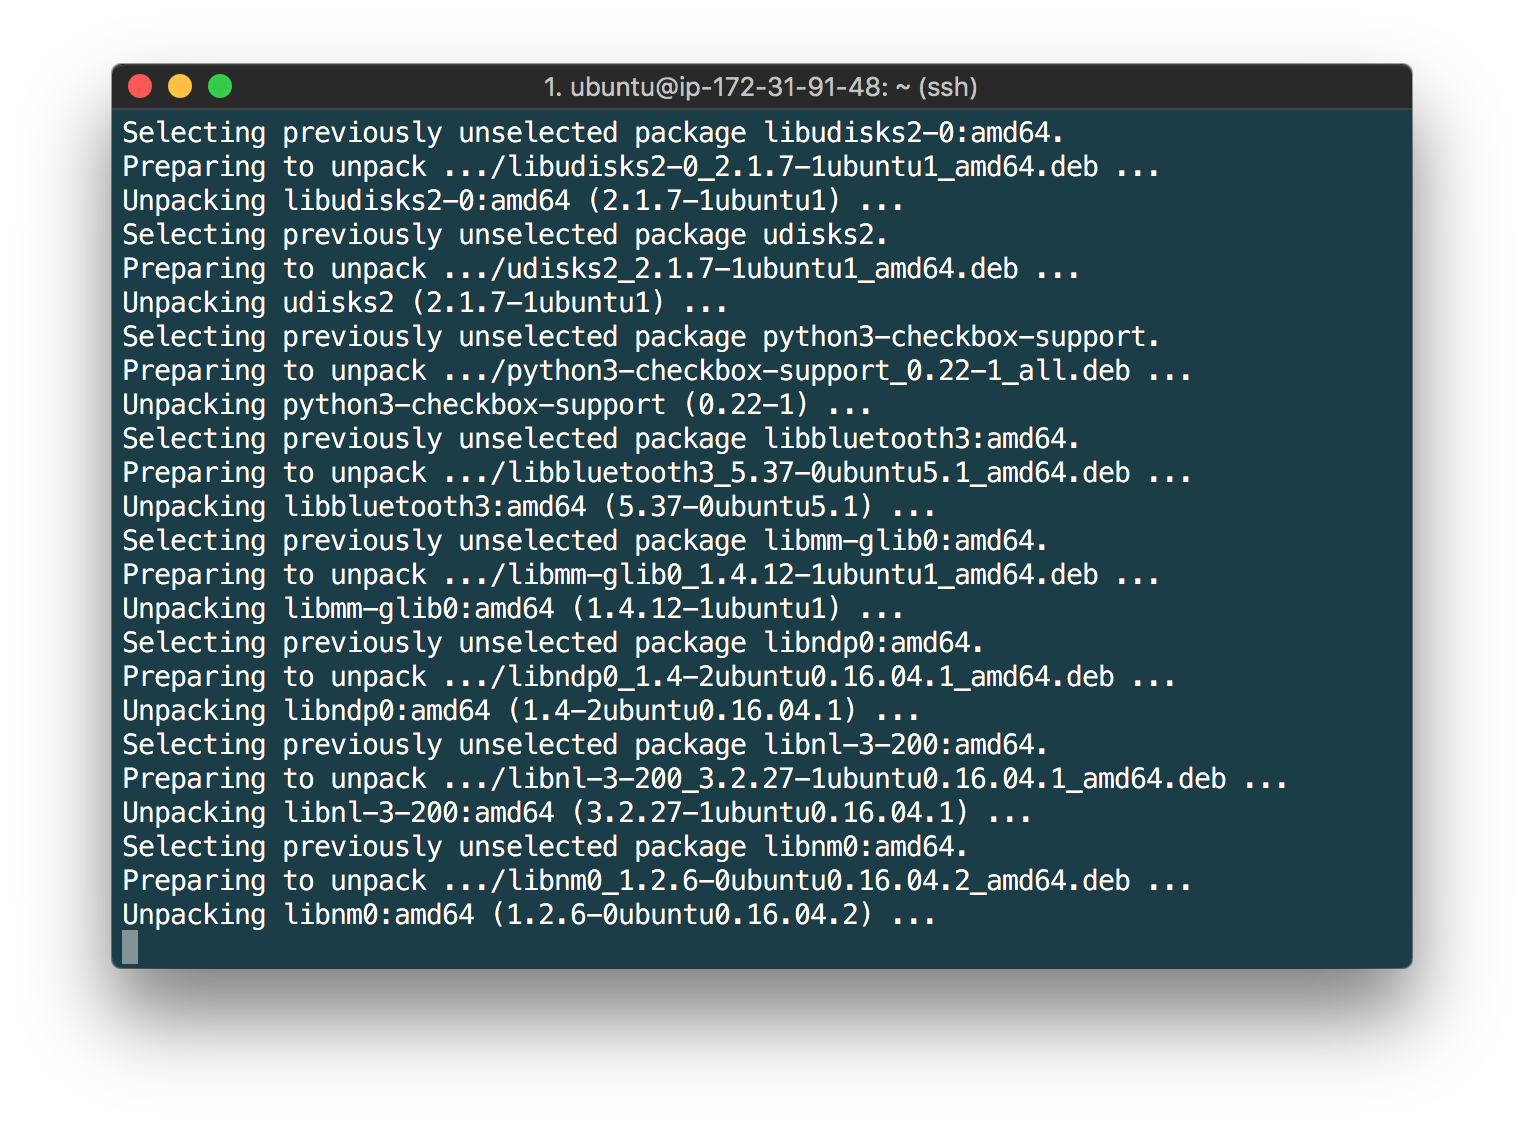 1. ubuntu@ip-172-31-91-48: ~ (ssh)
Selecting previously unselected package libudisks2-0:amd64.
Preparing to unpack .../libudisks2-0_2.1.7-1ubuntu1_amd64.deb ...
Unpacking libudisks2-0:amd64 (2.1.7-1ubuntu1) ...
Selecting previously unselected package udisks2.
Preparing to unpack .../udisks2_2.1.7-1ubuntu1_amd64.deb ...
Unpacking udisks2 (2.1.7-1ubuntu1) ...
Selecting previously unselected package python3-checkbox-support.
Preparing to unpack .../python3-checkbox-support_0.22-1_all.deb ...
Unpacking python3-checkbox-support (0.22-1) ...
Selecting previously unselected package libbluetooth3:amd64.
Preparing to unpack .../libbluetooth3_5.37-0ubuntu5.1_amd64.deb ...
Unpacking libbluetooth3:amd64 (5.37-0ubuntu5.1) ...
Selecting previously unselected package libmm-glib0:amd64.
Preparing to unpack .../libmm-glib0_1.4.12-1ubuntu1_amd64.deb ...
Unpacking libmm-glib0:amd64 (1.4.12-1ubuntu1) ...
Selecting previously unselected package libndp0:amd64.
Preparing to unpack .../libndp0_1.4-2ubuntu0.16.04.1_amd64.deb ...
Unpacking libndp0:amd64 (1.4-2ubuntu0.16.04.1) ...
Selecting previously unselected package libnl-3-200:amd64.
Preparing to unpack .../libnl-3-200_3.2.27-1ubuntu0.16.04.1_amd64.deb ...
Unpacking libnl-3-200:amd64 (3.2.27-1ubuntu0.16.04.1) ...
Selecting previously unselected package libnm0:amd64.
Preparing to unpack .../libnm0_1.2.6-0ubuntu0.16.04.2_amd64.deb ...
Unpacking libnm0:amd64 (1.2.6-0ubuntu0.16.04.2) ...